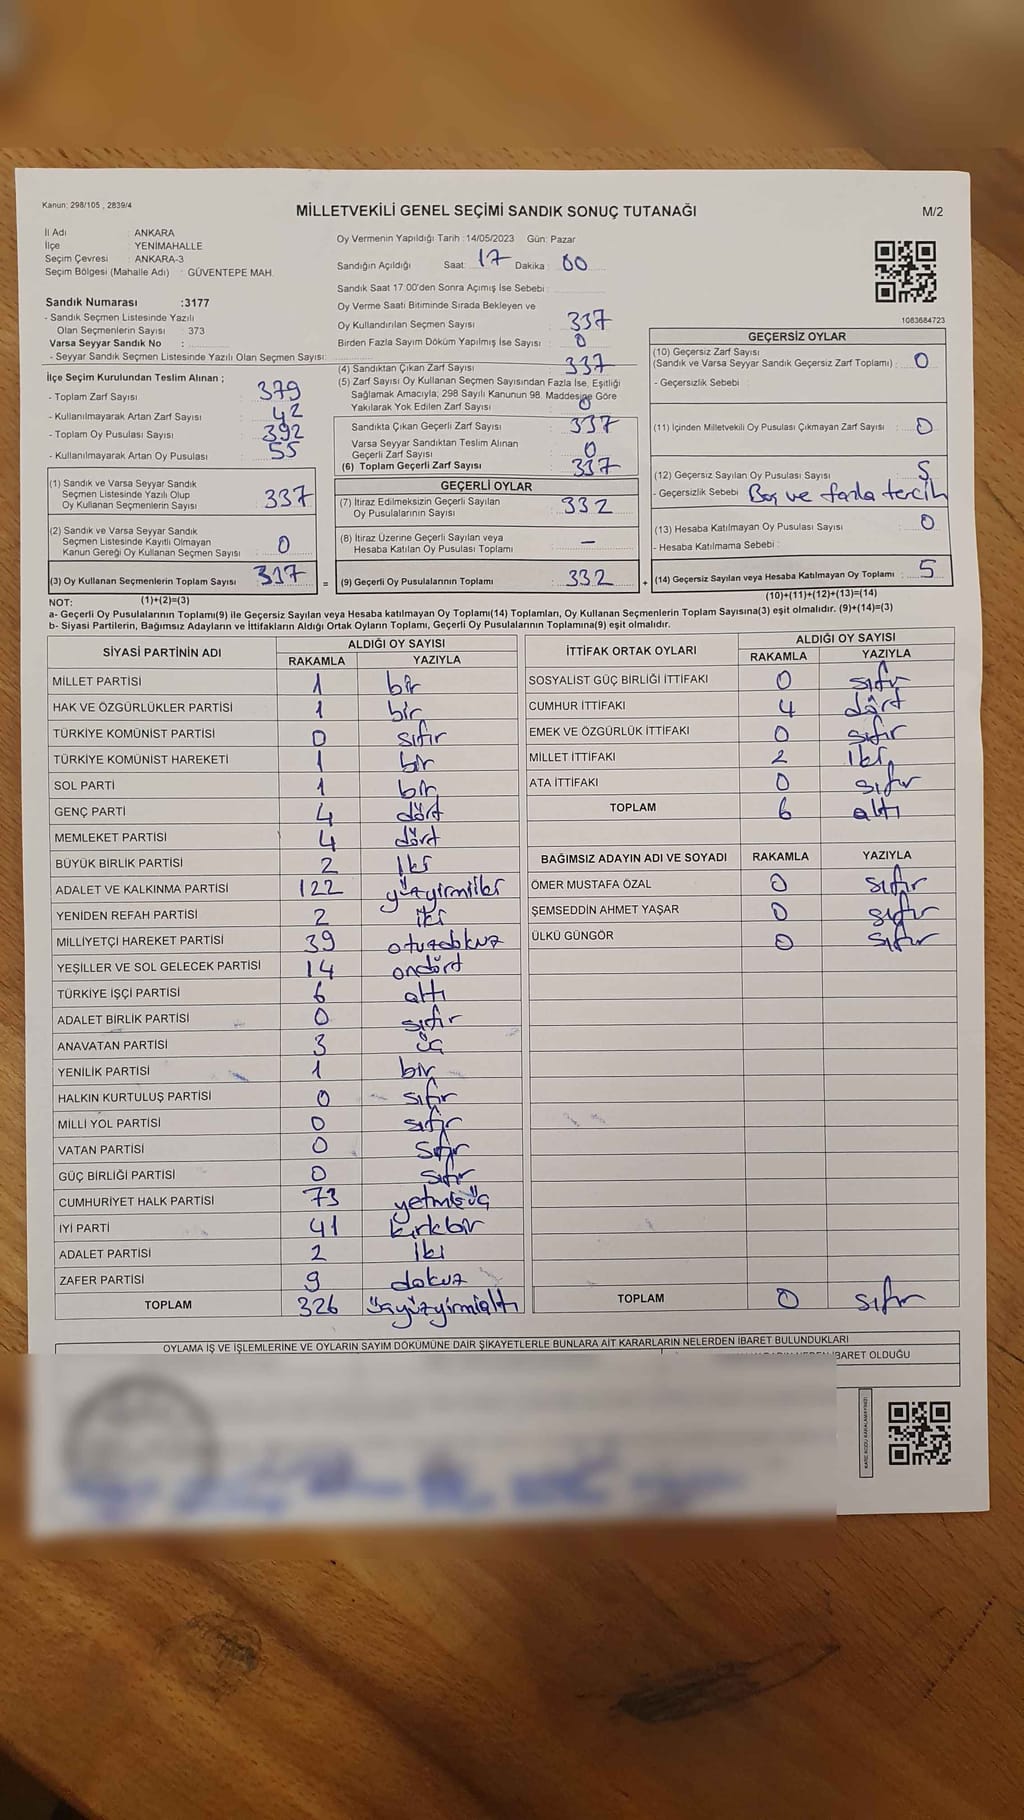 Kanun: 298/105 , 2839/4
MİLLETVEKİLİ GENEL SEÇİMİ SANDIK SONUÇ TUTANAĞI
M/2
İl Adı : ANKARA
İlçe : YENİMAHALLE
Seçim Çevresi : ANKARA-3
Seçim Bölgesi (Mahalle Adı) : GÜVENTEPE MAH.
Sandık Numarası :3177
- Sandık Seçmen Listesinde Yazılı
Olan Seçmenlerin Sayısı : 373
Varsa Seyyar Sandık No :
- Seyyar Sandık Seçmen Listesinde Yazılı Olan Seçmen Sayısı:
İlçe Seçim Kurulundan Teslim Alınan ;
- Toplam Zarf Sayısı : 379
- Kullanılmayarak Artan Zarf Sayısı : 42
- Toplam Oy Pusulası Sayısı : 392
- Kullanılmayarak Artan Oy Pusulası : 55
(1) Sandık ve Varsa Seyyar Sandık
Seçmen Listesinde Yazılı Olup
Oy Kullanan Seçmenlerin Sayısı : 337
(2) Sandık ve Varsa Seyyar Sandık
Seçmen Listesinde Kayıtlı Olmayan
Kanun Gereği Oy Kullanan Seçmen Sayısı : 0
(3) Oy Kullanan Seçmenlerin Toplam Sayısı : 337
(1)+(2)=(3)
Oy Vermenin Yapıldığı Tarih :14/05/2023 Gün: Pazar
Sandığın Açıldığı Saat: 17 Dakika : 00
Sandık Saat 17:00'den Sonra Açımış İse Sebebi :
Oy Verme Saati Bitiminde Sırada Bekleyen ve
Oy Kullandırılan Seçmen Sayısı : 337
Birden Fazla Sayım Döküm Yapılmış İse Sayısı : 0
(4) Sandıktan Çıkan Zarf Sayısı : 337
(5) Zarf Sayısı Oy Kullanan Seçmen Sayısından Fazla İse, Eşitliği
Sağlamak Amacıyla, 298 Sayılı Kanunun 98. Maddesine Göre
Yakılarak Yok Edilen Zarf Sayısı : 0
Sandıkta Çıkan Geçerli Zarf Sayısı : 337
Varsa Seyyar Sandıktan Teslim Alınan
Geçerli Zarf Sayısı : 0
(6) Toplam Geçerli Zarf Sayısı : 337
GEÇERLİ OYLAR
(7) İtiraz Edilmeksizin Geçerli Sayılan
Oy Pusulalarının Sayısı : 332
(8) İtiraz Üzerine Geçerli Sayılan veya
Hesaba Katılan Oy Pusulası Toplamı : –
= (9) Geçerli Oy Pusulalarının Toplamı : 332
1083684723
GEÇERSİZ OYLAR
(10) Geçersiz Zarf Sayısı
(Sandık ve Varsa Seyyar Sandık Geçersiz Zarf Toplamı) : 0
- Geçersizlik Sebebi :
(11) İçinden Milletvekili Oy Pusulası Çıkmayan Zarf Sayısı : 0
(12) Geçersiz Sayılan Oy Pusulası Sayısı : 5
- Geçersizlik Sebebi : Boş ve fazla tercih
(13) Hesaba Katılmayan Oy Pusulası Sayısı : 0
- Hesaba Katılmama Sebebi :
+ (14) Geçersiz Sayılan veya Hesaba Katılmayan Oy Toplamı : 5
(10)+(11)+(12)+(13)=(14)
NOT:
a- Geçerli Oy Pusulalarının Toplamı(9) ile Geçersiz Sayılan veya Hesaba katılmayan Oy Toplamı(14) Toplamları, Oy Kullanan Seçmenlerin Toplam Sayısına(3) eşit olmalıdır. (9)+(14)=(3)
b- Siyasi Partilerin, Bağımsız Adayların ve İttifakların Aldığı Ortak Oyların Toplamı, Geçerli Oy Pusulalarının Toplamına(9) eşit olmalıdır.
SİYASİ PARTİNİN ADI ALDIĞI OY SAYISI
RAKAMLA YAZIYLA
MİLLET PARTİSİ 1 bir
HAK VE ÖZGÜRLÜKLER PARTİSİ 1 bir
TÜRKİYE KOMÜNİST PARTİSİ 0 sıfır
TÜRKİYE KOMÜNİST HAREKETİ 1 bir
SOL PARTİ 1 bir
GENÇ PARTİ 4 dört
MEMLEKET PARTİSİ 4 dört
BÜYÜK BİRLİK PARTİSİ 2 iki
ADALET VE KALKINMA PARTİSİ 122 yüzyirmiiki
YENİDEN REFAH PARTİSİ 2 iki
MİLLİYETÇİ HAREKET PARTİSİ 39 otuzdokuz
YEŞİLLER VE SOL GELECEK PARTİSİ 14 ondört
TÜRKİYE İŞÇİ PARTİSİ 6 altı
ADALET BİRLİK PARTİSİ 0 sıfır
ANAVATAN PARTİSİ 3 üç
YENİLİK PARTİSİ 1 bir
HALKIN KURTULUŞ PARTİSİ 0 sıfır
MİLLİ YOL PARTİSİ 0 sıfır
VATAN PARTİSİ 0 sıfır
GÜÇ BİRLİĞİ PARTİSİ 0 sıfır
CUMHURİYET HALK PARTİSİ 73 yetmişüç
İYİ PARTİ 41 kırkbir
ADALET PARTİSİ 2 iki
ZAFER PARTİSİ 9 dokuz
TOPLAM 326 üçyüzyirmialtı
İTTİFAK ORTAK OYLARI ALDIĞI OY SAYISI
RAKAMLA YAZIYLA
SOSYALİST GÜÇ BİRLİĞİ İTTİFAKI 0 sıfır
CUMHUR İTTİFAKI 4 dört
EMEK VE ÖZGÜRLÜK İTTİFAKI 0 sıfır
MİLLET İTTİFAKI 2 iki
ATA İTTİFAKI 0 sıfır
TOPLAM 6 altı
BAĞIMSIZ ADAYIN ADI VE SOYADI RAKAMLA YAZIYLA
ÖMER MUSTAFA ÖZAL 0 sıfır
ŞEMSEDDİN AHMET YAŞAR 0 sıfır
ÜLKÜ GÜNGÖR 0 sıfır
TOPLAM 0 sıfır
OYLAMA İŞ VE İŞLEMLERİNE VE OYLARIN SAYIM DÖKÜMÜNE DAİR ŞİKAYETLERLE BUNLARA AİT KARARLARIN NELERDEN İBARET BULUNDUKLARI
İBARET OLDUĞU
KARE KODU KARALAMAYINIZ!